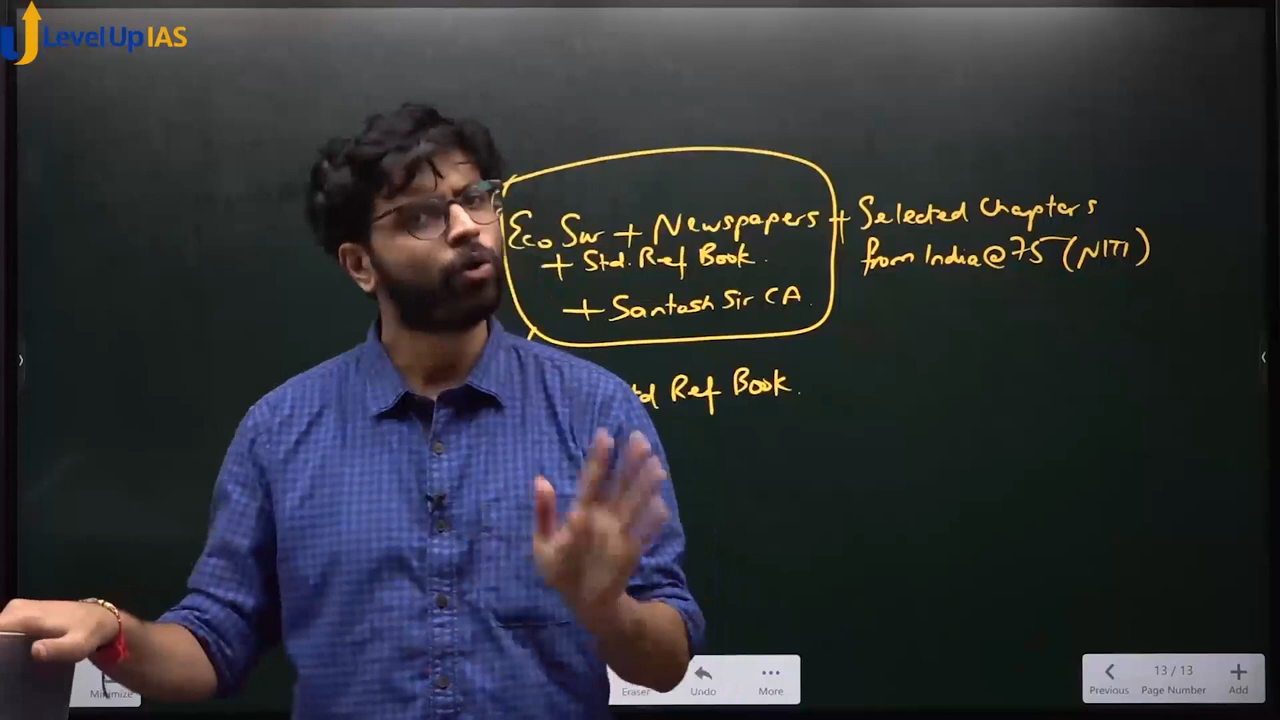 Level Up IAS
Eco Sur + Newspapers + Selected Chapters
from India@75 (NITI)
+ Std. Ref Book.
+ Santosh Sir CA.
Ref Book.
Minimize
Eraser
Undo
More
Previous
13 / 13
Page Number
Add